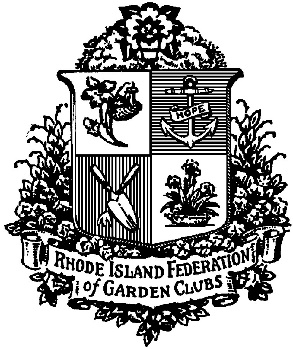 HOPE
RHODE ISLAND FEDERATION
of GARDEN CLUBS